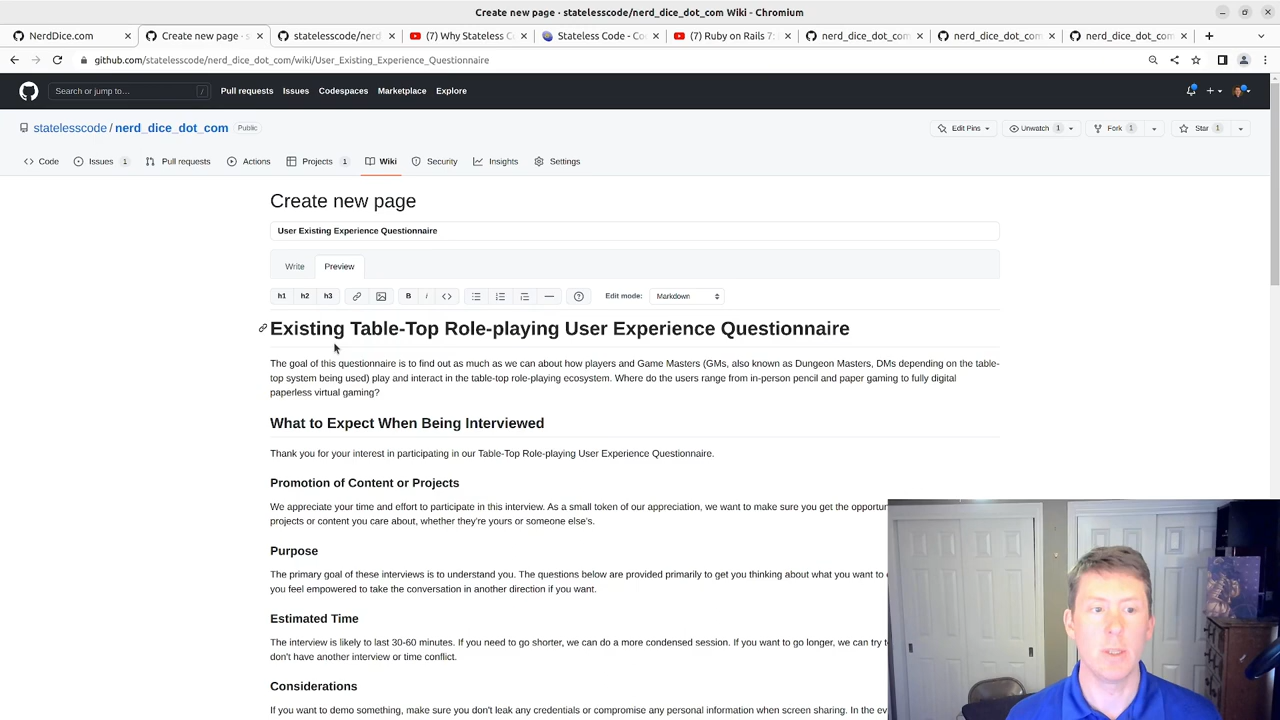 Create new page - statelesscode/nerd_dice_dot_com Wiki - Chromium
NerdDice.com
Create new page · s
statelesscode/nerd
(7) Why Stateless C
Stateless Code - Co
(7) Ruby on Rails 7:
nerd_dice_dot_com
nerd_dice_dot_com
nerd_dice_dot_com
github.com/statelesscode/nerd_dice_dot_com/wiki/User_Existing_Experience_Questionnaire
Search or jump to…
/
Pull requests
Issues
Codespaces
Marketplace
Explore
statelesscode / nerd_dice_dot_com
Public
Edit Pins
Unwatch 1
Fork 1
Star 1
Code
Issues 1
Pull requests
Actions
Projects 1
Wiki
Security
Insights
Settings
Create new page
User Existing Experience Questionnaire
Write
Preview
h1 h2 h3
B i
Edit mode: Markdown
Existing Table-Top Role-playing User Experience Questionnaire
The goal of this questionnaire is to find out as much as we can about how players and Game Masters (GMs, also known as Dungeon Masters, DMs depending on the table-
top system being used) play and interact in the table-top role-playing ecosystem. Where do the users range from in-person pencil and paper gaming to fully digital
paperless virtual gaming?
What to Expect When Being Interviewed
Thank you for your interest in participating in our Table-Top Role-playing User Experience Questionnaire.
Promotion of Content or Projects
We appreciate your time and effort to participate in this interview. As a small token of our appreciation, we want to make sure you get the
projects or content you care about, whether they're yours or someone else's.
Purpose
The primary goal of these interviews is to understand you. The questions below are provided primarily to get you thinking about what you want to
you feel empowered to take the conversation in another direction if you want.
Estimated Time
The interview is likely to last 30-60 minutes. If you need to go shorter, we can do a more condensed session. If you want to go longer, we can try
don't have another interview or time conflict.
Considerations
If you want to demo something, make sure you don't leak any credentials or compromise any personal information when screen sharing. In the